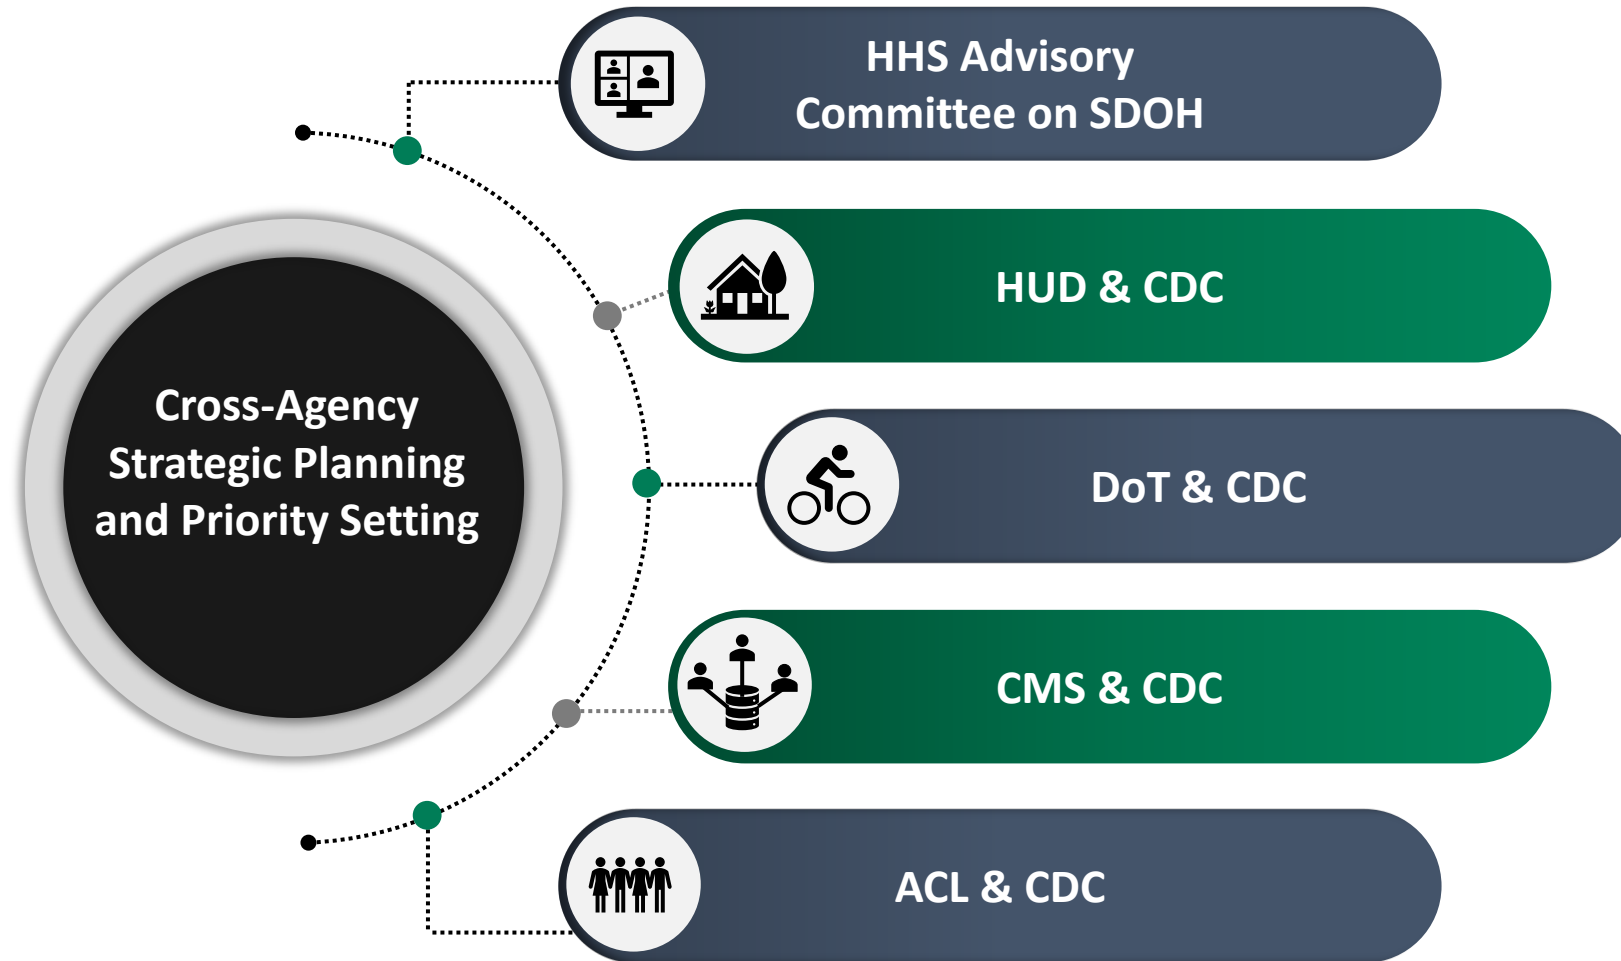 Cross-Agency
Strategic Planning
and Priority Setting
HHS Advisory
Committee on SDOH
HUD & CDC
DoT & CDC
CMS & CDC
ACL & CDC